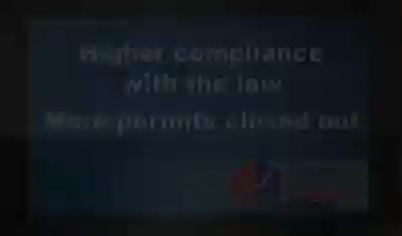 Higher compliance
with the law
More permits closed out